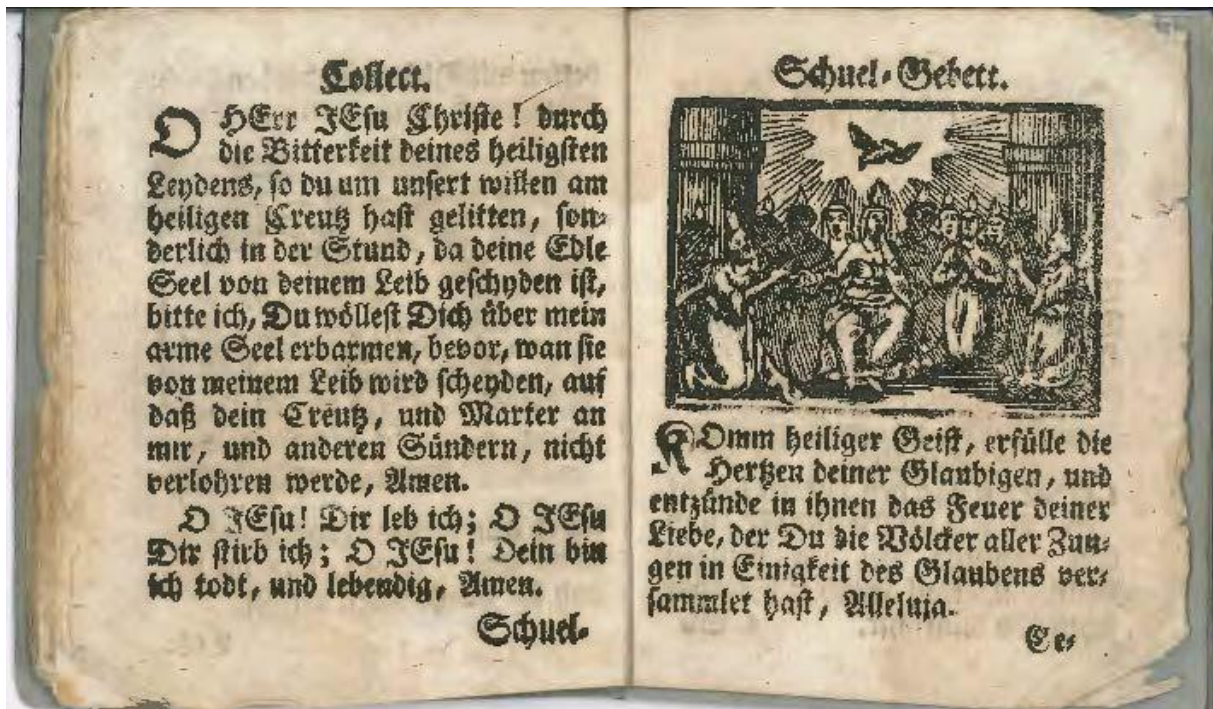 Collect.
O HErr JEsu Christe! durch
die Bitterkeit deines heiligsten
Leydens, so du um unsert willen am
heiligen Creutz hast gelitten, son-
derlich in der Stund, da deine Edle
Seel von deinem Leib geschyden ist,
bitte ich, Du wöllest Dich über mein
arme Seel erbarmen, bevor, wan sie
von meinem Leib wird scheyden, auf
daß dein Creutz, und Marter an
mir, und anderen Sündern, nicht
verlohren werde, Amen.
O JEsu! Dir leb ich; O JEsu
Dir stirb ich; O JEsu! Dein bin
ich todt, und lebendig, Amen.
Schuel-
Schuel-Gebett.
KOmm heiliger Geist, erfülle die
Hertzen deiner Glaubigen, und
entzünde in ihnen das Feuer deiner
Liebe, der Du die Völcker aller Zun-
gen in Einigkeit des Glaubens ver-
sammlet hast, Alleluja.
Ce-